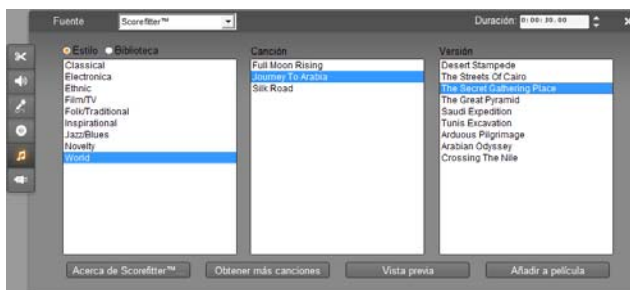 Fuente Scorefitter™ Duración: 0:00:30.00
Estilo Biblioteca Canción Versión
Classical Full Moon Rising Desert Stampede
Electronica Journey To Arabia The Streets Of Cairo
Ethnic Silk Road The Secret Gathering Place
Film/TV The Great Pyramid
Folk/Traditional Saudi Expedition
Inspirational Tunis Excavation
Jazz/Blues Arduous Pilgrimage
Novelty Arabian Odyssey
World Crossing The Nile
Acerca de Scorefitter™ Obtener más canciones Vista previa Añadir a película